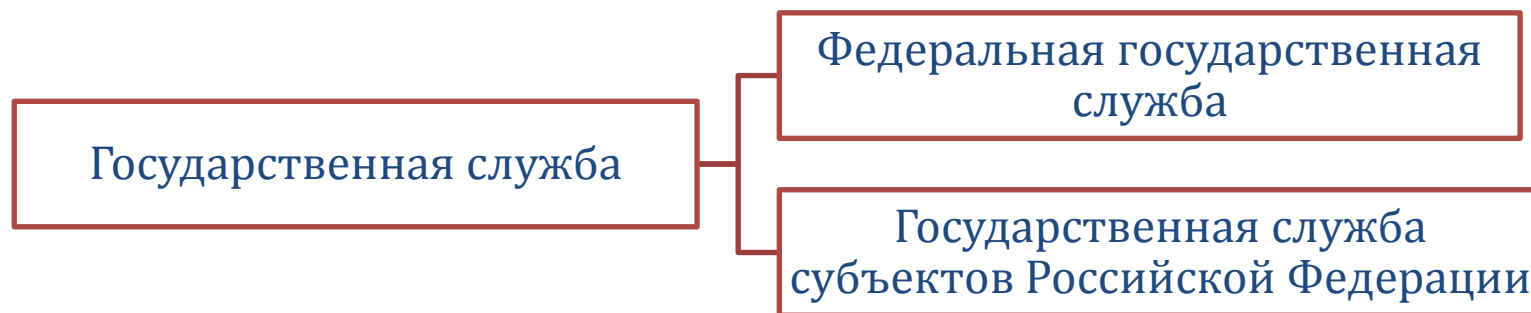 Федеральная государственная
служба
Государственная служба
Государственная служба
субъектов Российской Федерации